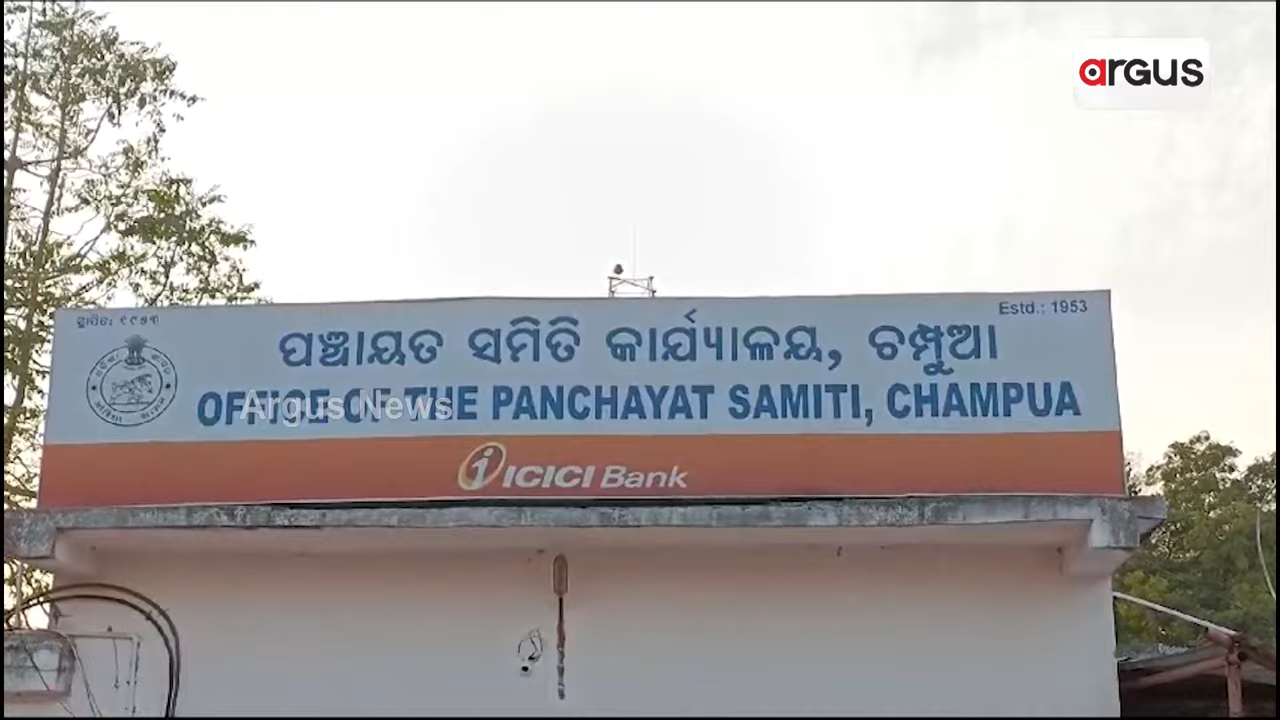 argus
ସ୍ଥାପିତ: ୧୯୫୩
Estd.: 1953
ପଞ୍ଚାୟତ ସମିତି କାର୍ଯ୍ୟାଳୟ, ଚମ୍ପୁଆ
OFFICE OF THE PANCHAYAT SAMITI, CHAMPUA
Argus News
i ICICI Bank